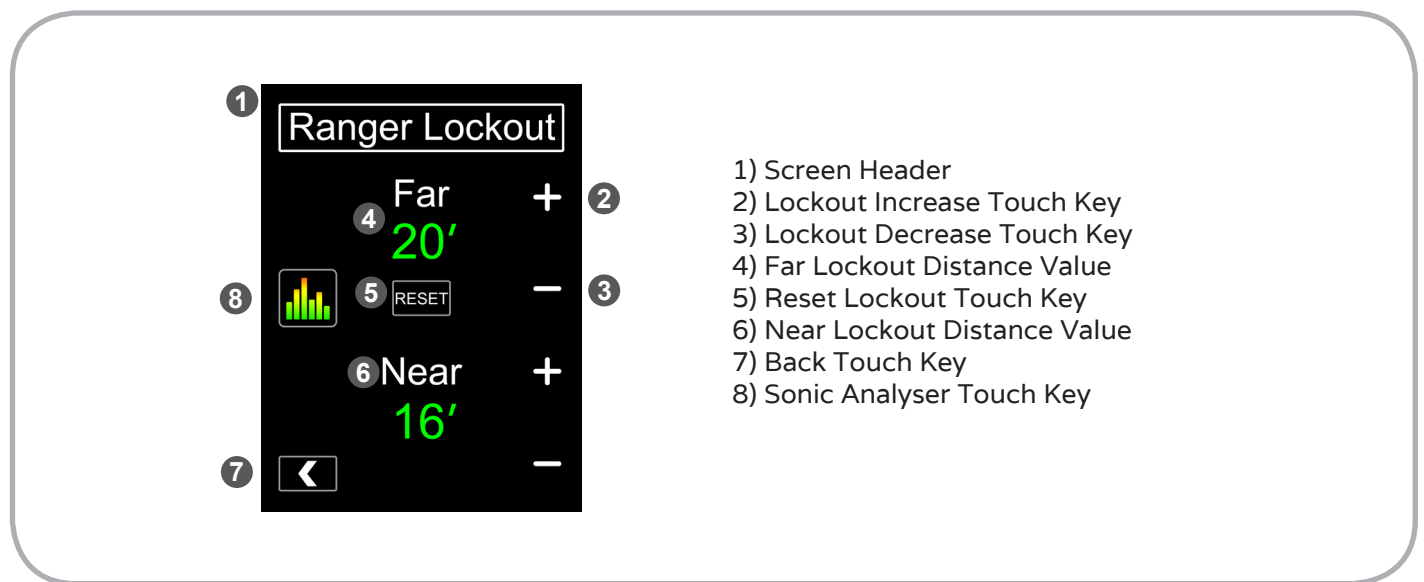 1
Ranger Lockout
Far
+
2
4
20′
8
5
RESET
−
3
6
Near
+
16′
7
−
1) Screen Header
2) Lockout Increase Touch Key
3) Lockout Decrease Touch Key
4) Far Lockout Distance Value
5) Reset Lockout Touch Key
6) Near Lockout Distance Value
7) Back Touch Key
8) Sonic Analyser Touch Key